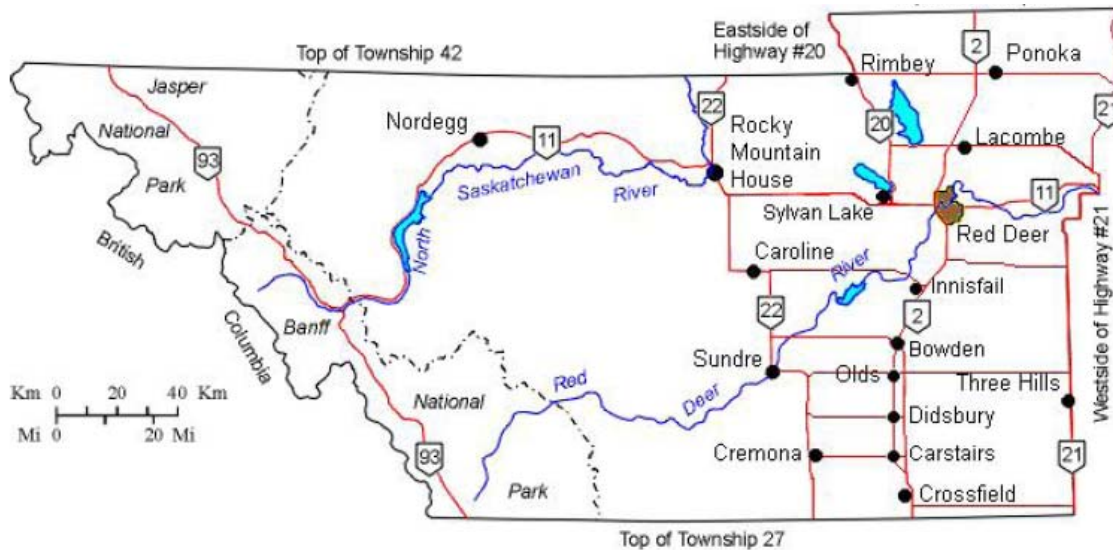 Top of Township 42
Eastside of
Highway #20
2
Ponoka
Rimbey
Jasper
National
Park
93
Nordegg
11
22
Rocky
Mountain
House
20
Lacombe
2
Saskatchewan
River
North
Sylvan Lake
11
Red Deer
British
Columbia
Banff
Caroline
River
Innisfail
22
2
Westside of Highway #21
Sundre
Bowden
Olds
Three Hills
Red
Deer
Km 0 20 40 Km
Mi 0 20 Mi
National
Park
93
Didsbury
Cremona
Carstairs
21
Crossfield
Top of Township 27